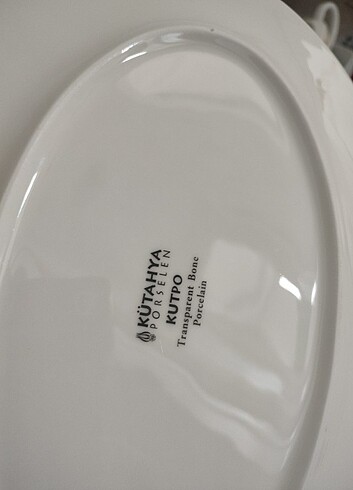 KÜTAHYA
PORSELEN
KUTPO
Transparent Bone
Porcelain